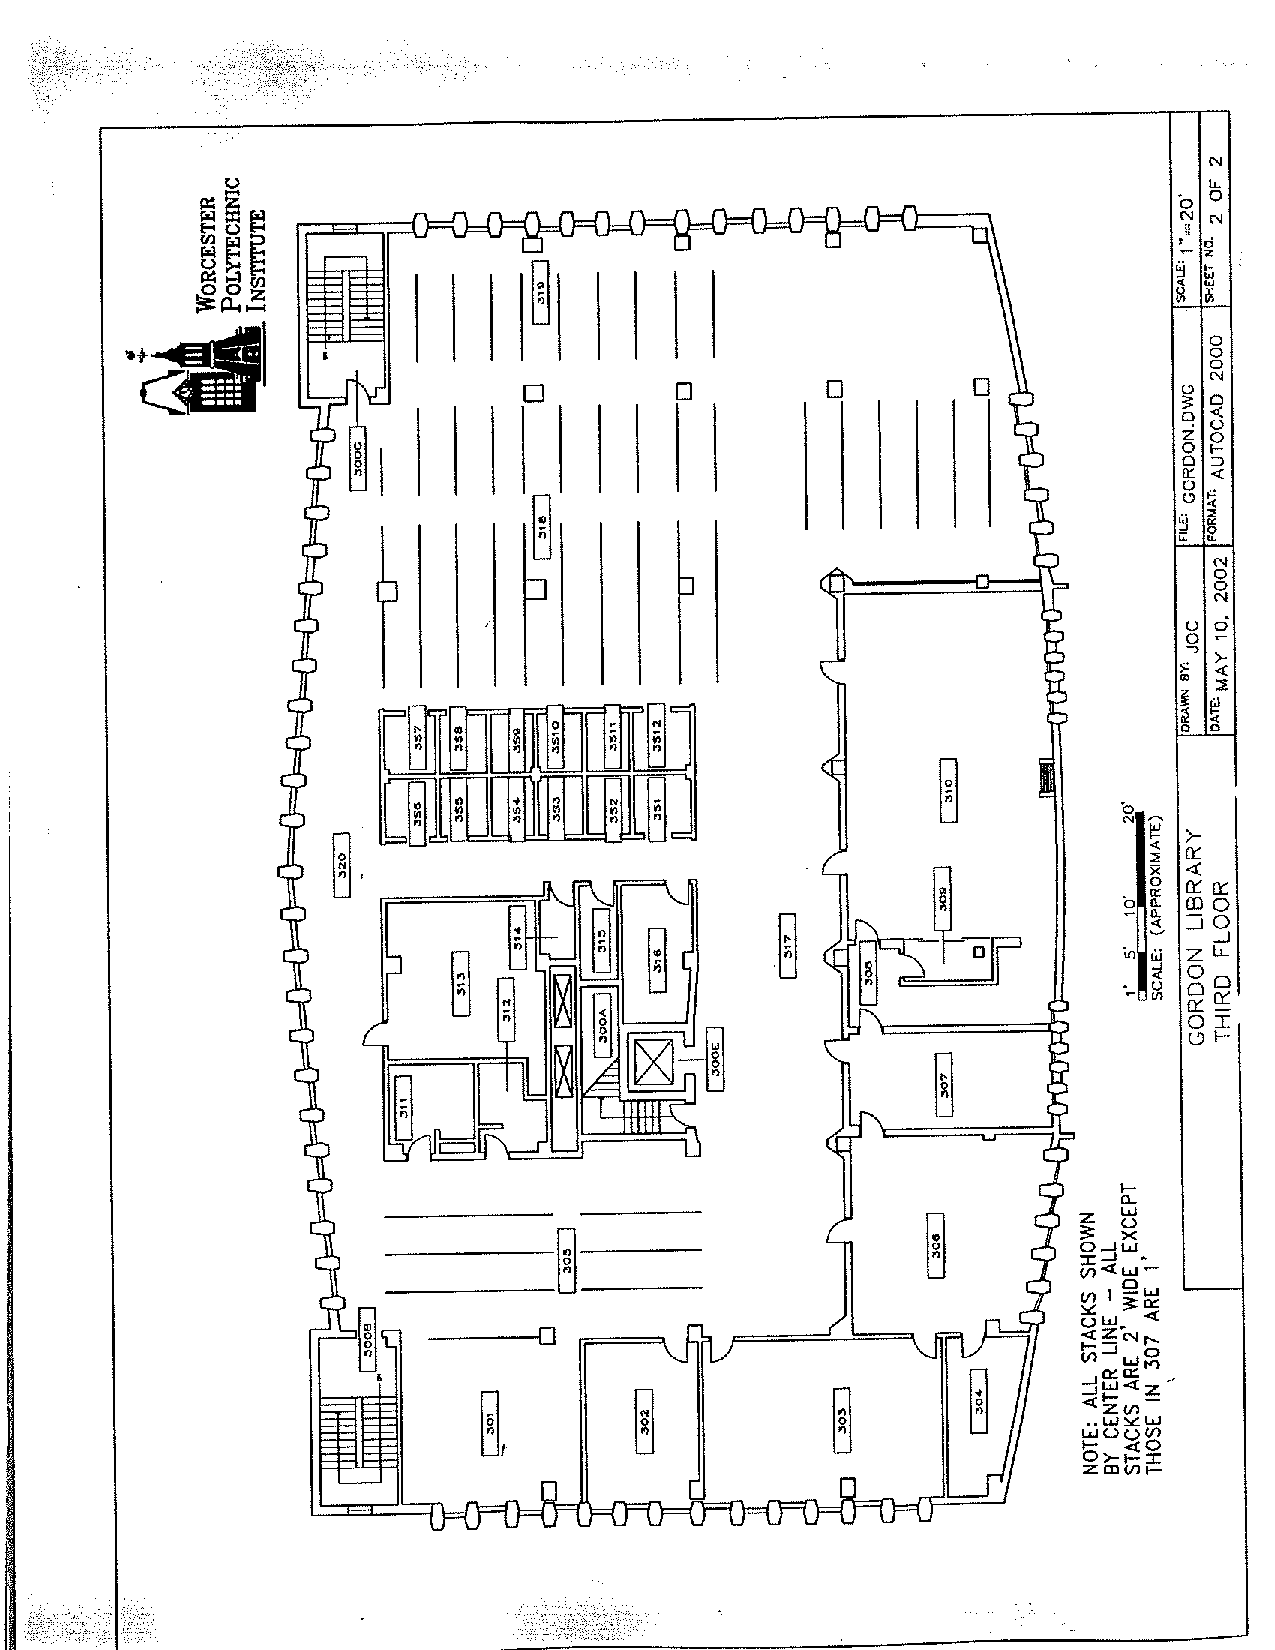 WORCESTER
POLYTECHNIC
INSTITUTE
300C
319
318
320
357
358
359
3510
3511
3512
356
355
354
353
352
351
310
309
308
317
313
314
315
316
312
311
300A
300E
307
306
305
300B
301
302
303
304
1' 5' 10' 20'
SCALE: (APPROXIMATE)
NOTE: ALL STACKS SHOWN
BY CENTER LINE - ALL
STACKS ARE 2' WIDE EXCEPT
THOSE IN 307 ARE 1'
GORDON LIBRARY
THIRD FLOOR
DRAWN BY: JOC
DATE: MAY 10, 2002
FILE: GORDON.DWG
FORMAT: AUTOCAD 2000
SCALE: 1"=20'
SHEET NO. 2 OF 2